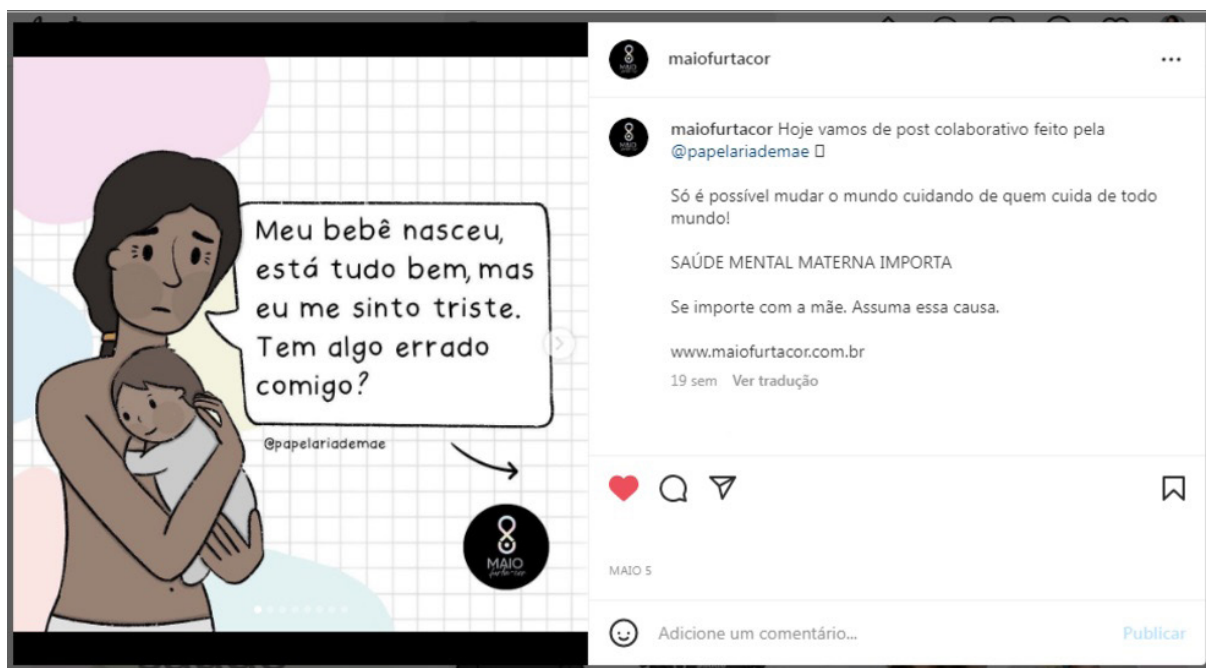 Meu bebê nasceu,
está tudo bem, mas
eu me sinto triste.
Tem algo errado
comigo?
@papelariademae
MAIO
furta-cor
maiofurtacor
maiofurtacor Hoje vamos de post colaborativo feito pela
@papelariademae
Só é possível mudar o mundo cuidando de quem cuida de todo
mundo!
SAÚDE MENTAL MATERNA IMPORTA
Se importe com a mãe. Assuma essa causa.
www.maiofurtacor.com.br
19 sem Ver tradução
MAIO 5
Adicione um comentário...
Publicar